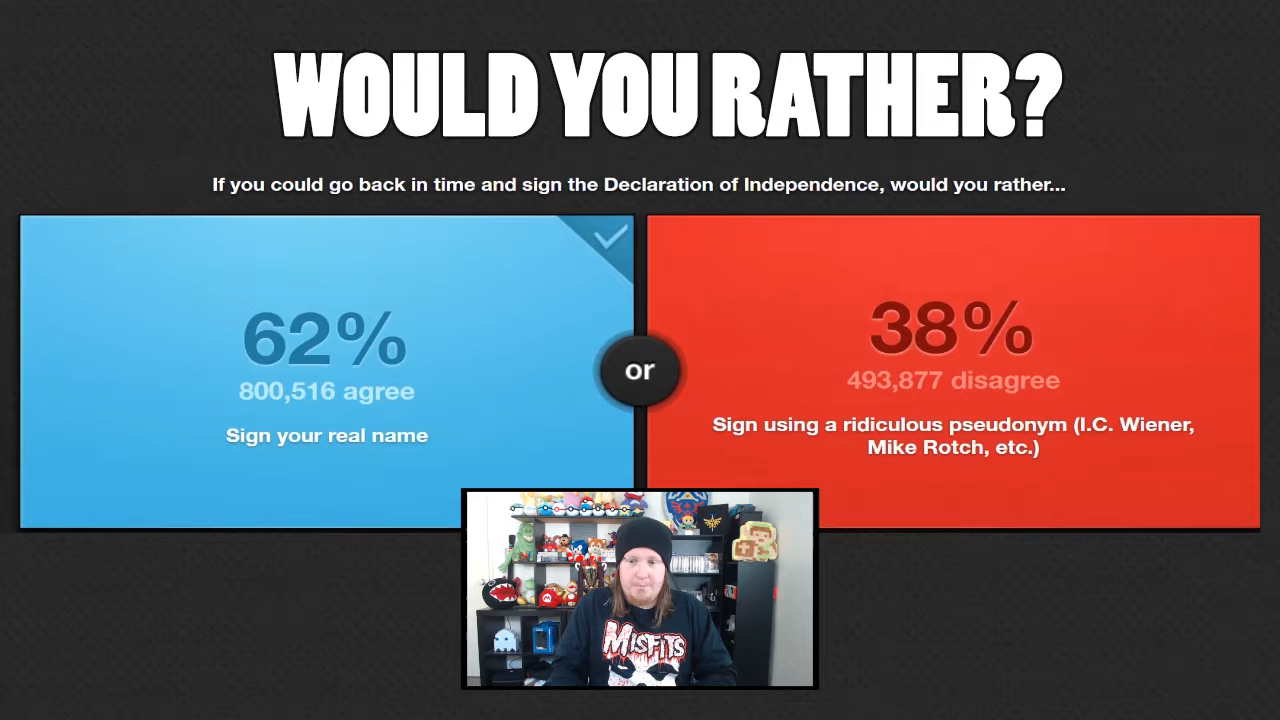 WOULD YOU RATHER?
If you could go back in time and sign the Declaration of Independence, would you rather...
62%
800,516 agree
Sign your real name
or
38%
493,877 disagree
Sign using a ridiculous pseudonym (I.C. Wiener,
Mike Rotch, etc.)
MISFITS